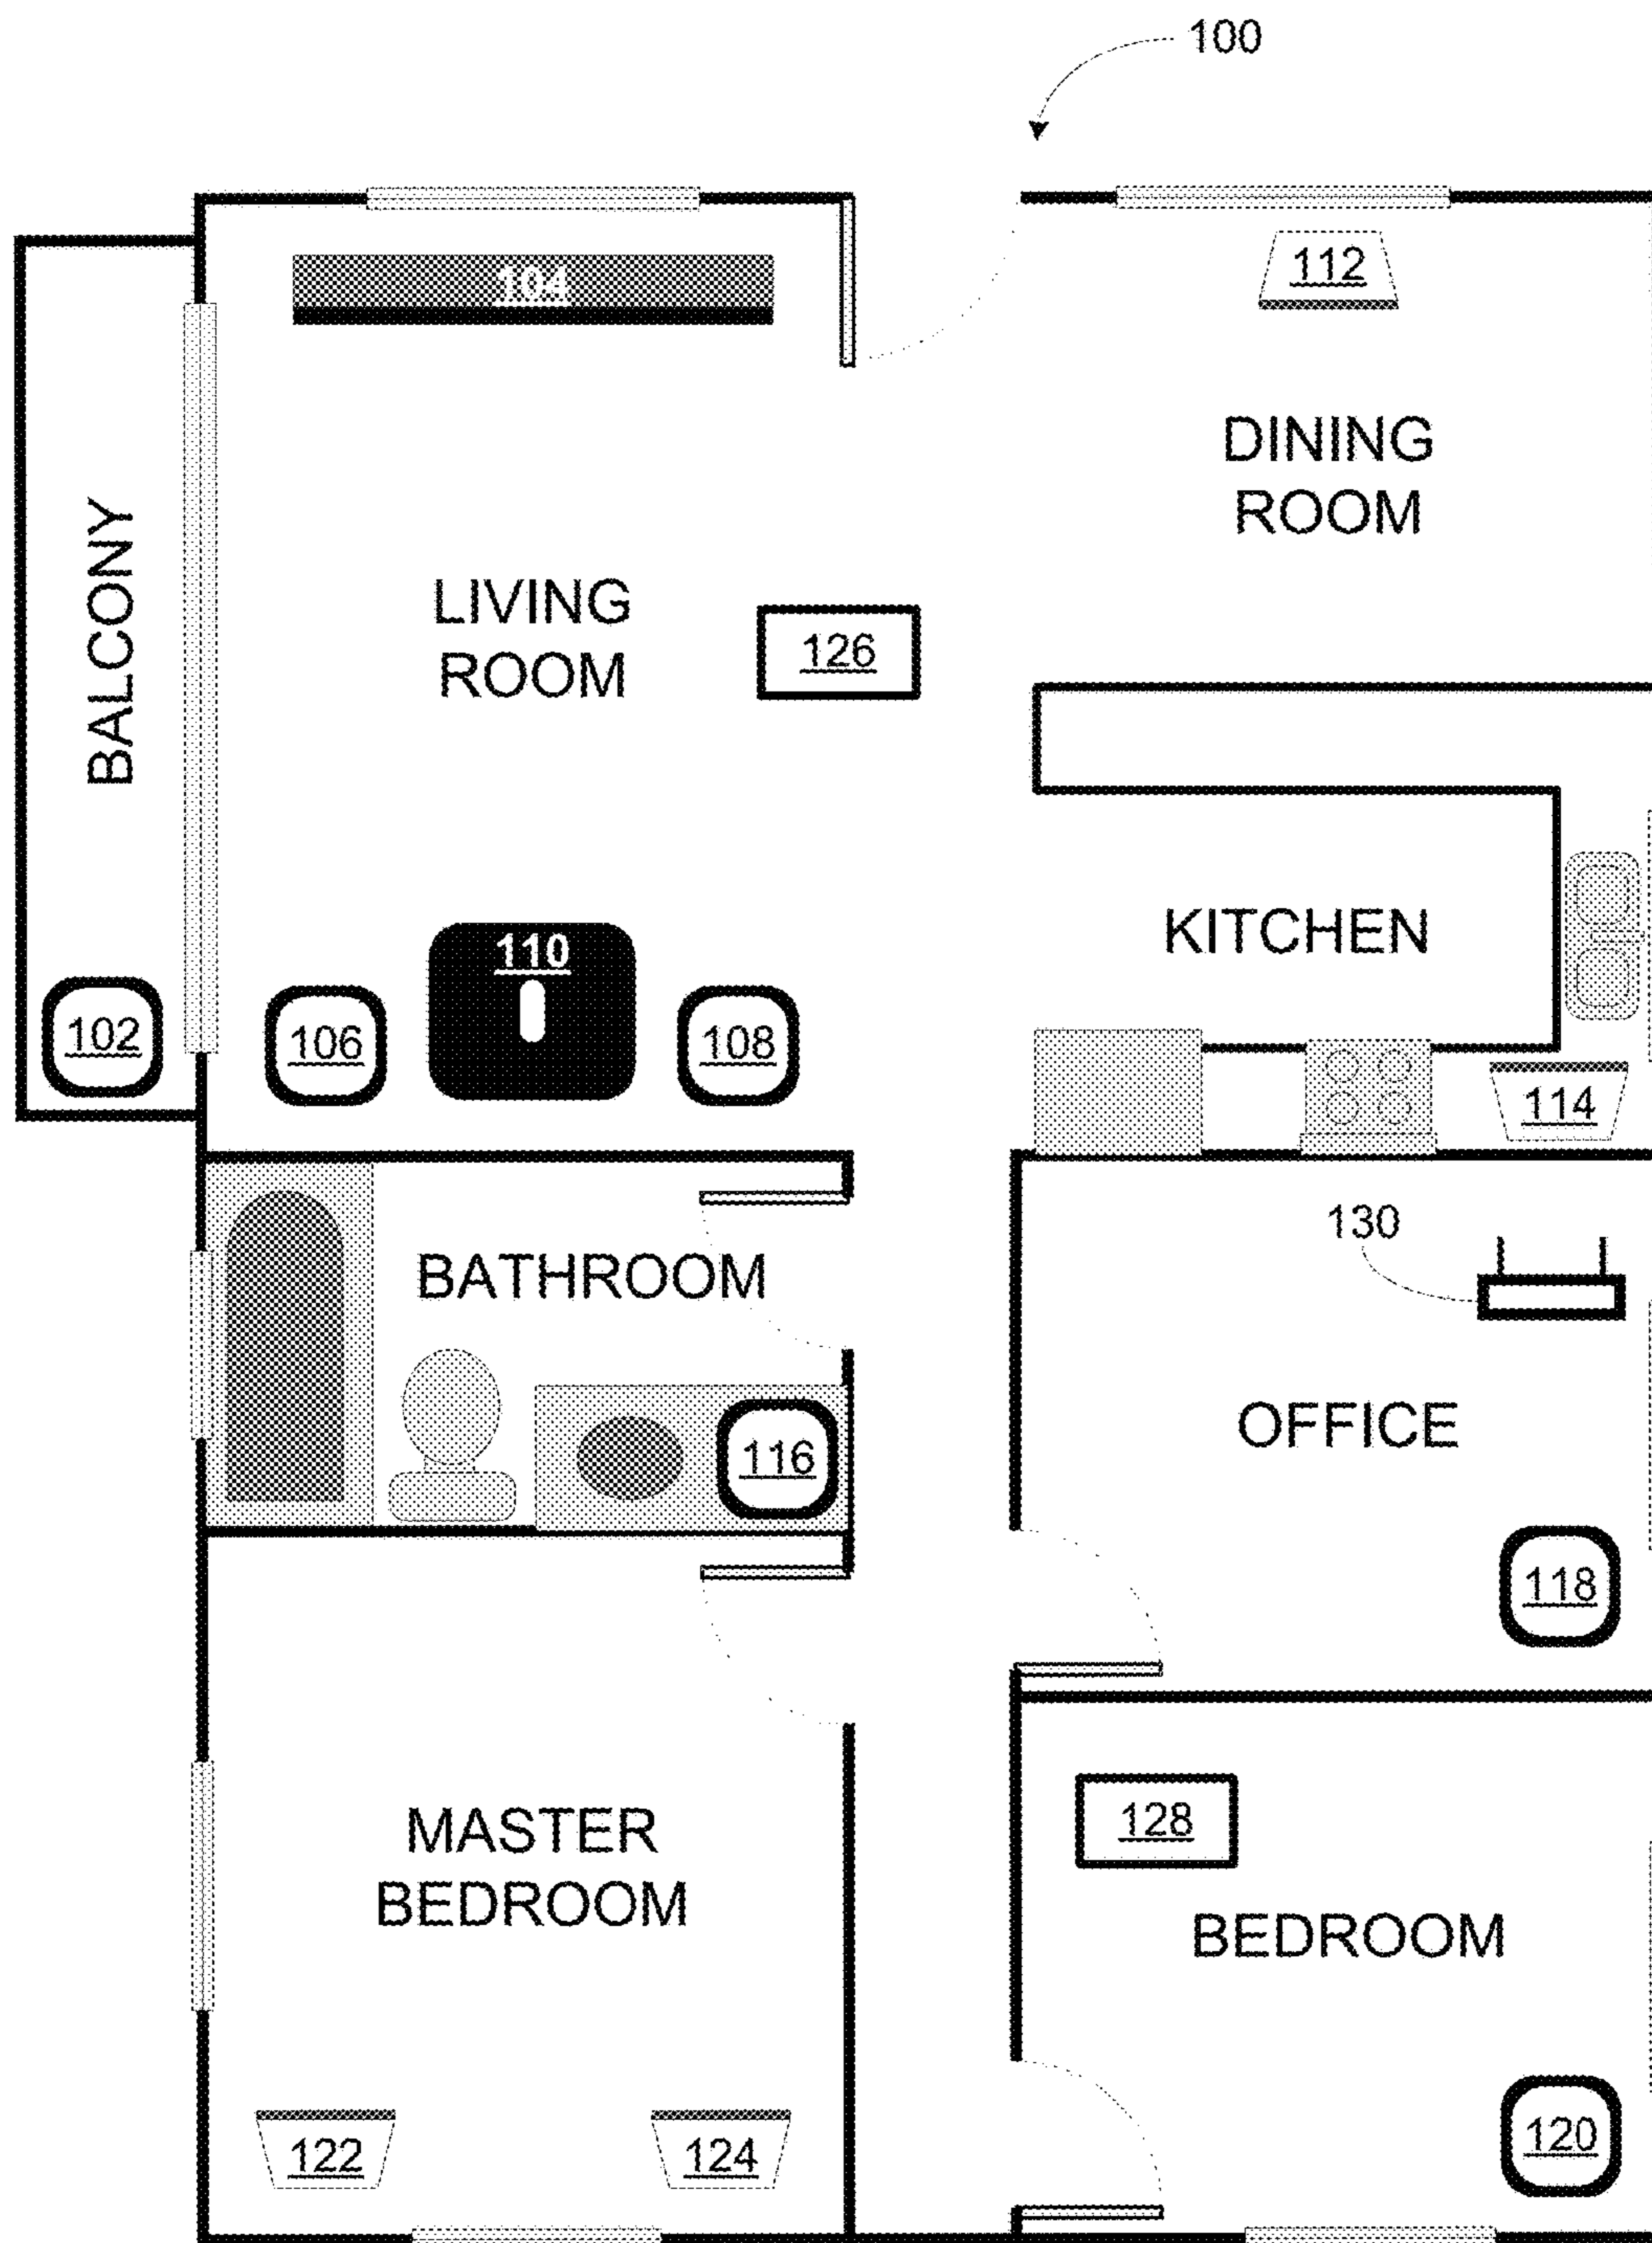 100
104
112
DINING
ROOM
BALCONY
LIVING
ROOM
126
KITCHEN
110
102
106
108
114
130
BATHROOM
OFFICE
116
118
MASTER
BEDROOM
128
BEDROOM
122
124
120